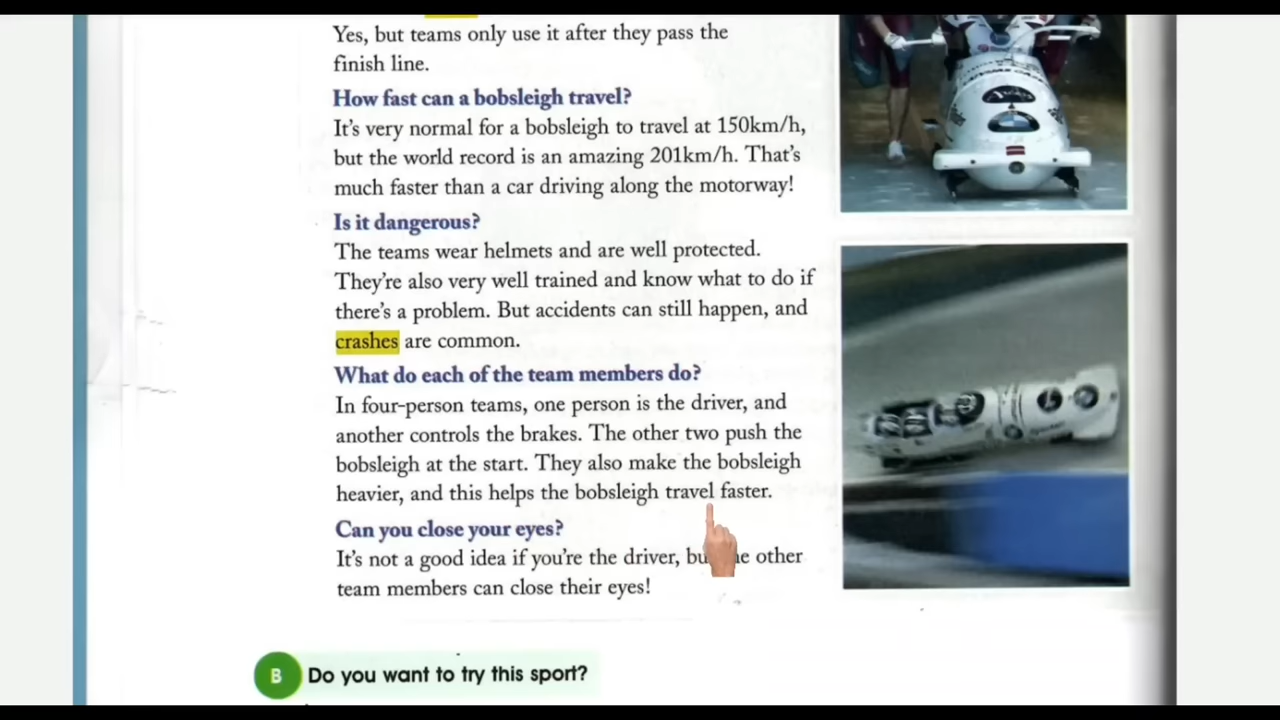 Yes, but teams only use it after they pass the
finish line.
How fast can a bobsleigh travel?
It's very normal for a bobsleigh to travel at 150km/h,
but the world record is an amazing 201km/h. That's
much faster than a car driving along the motorway!
Is it dangerous?
The teams wear helmets and are well protected.
They're also very well trained and know what to do if
there's a problem. But accidents can still happen, and
crashes are common.
What do each of the team members do?
In four-person teams, one person is the driver, and
another controls the brakes. The other two push the
bobsleigh at the start. They also make the bobsleigh
heavier, and this helps the bobsleigh travel faster.
Can you close your eyes?
It's not a good idea if you're the driver, other
team members can close their eyes!
B Do you want to try this sport?